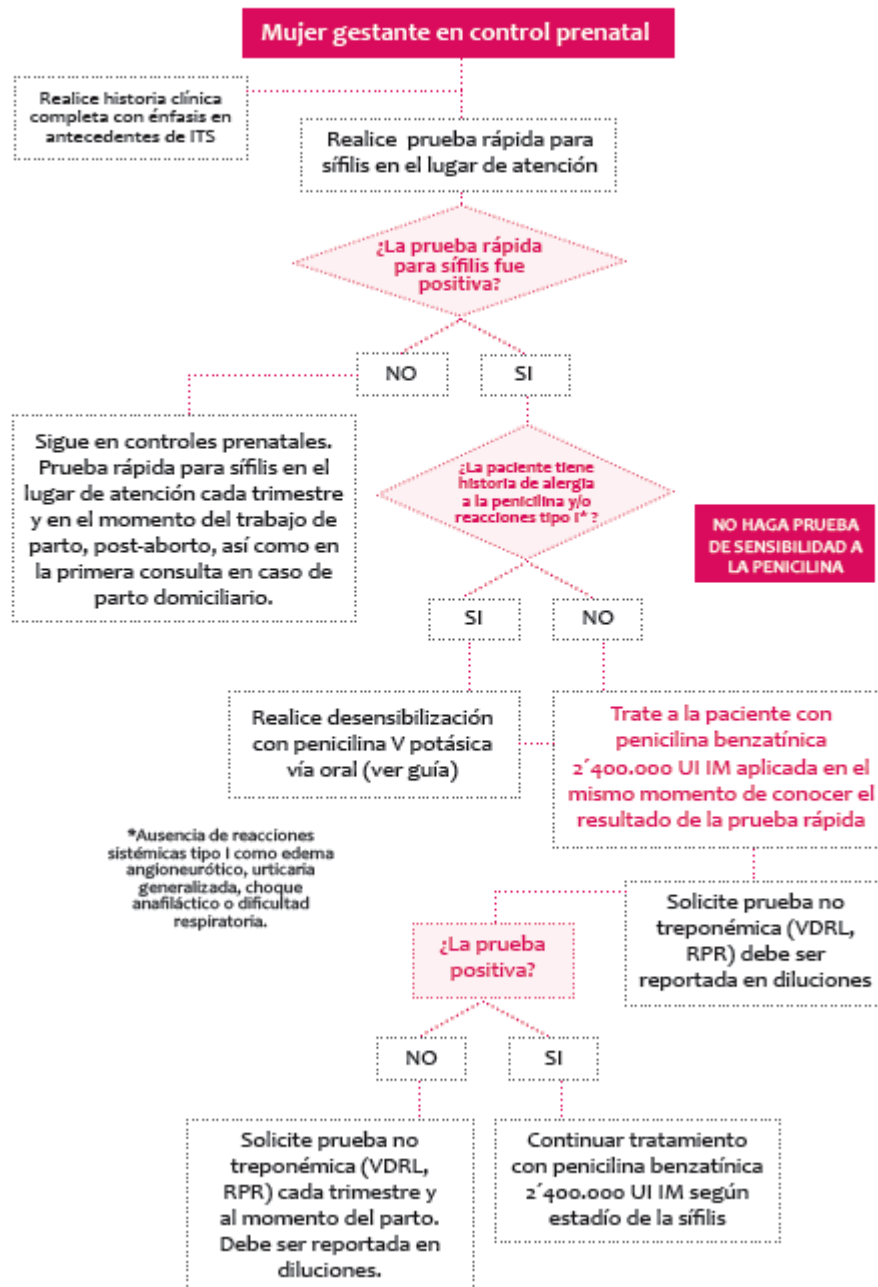 Mujer gestante en control prenatal
Realice historia clínica
completa con énfasis en
antecedentes de ITS
Realice prueba rápida para
sífilis en el lugar de atención
¿La prueba rápida
para sífilis fue
positiva?
NO
SI
Sigue en controles prenatales.
Prueba rápida para sífilis en el
lugar de atención cada trimestre
y en el momento del trabajo de
parto, post-aborto, así como en
la primera consulta en caso de
parto domiciliario.
¿La paciente tiene
historia de alergia
a la penicilina y/o
reacciones tipo I* ?
NO HAGA PRUEBA
DE SENSIBILIDAD A
LA PENICILINA
SI
NO
Realice desensibilización
con penicilina V potásica
vía oral (ver guía)
Trate a la paciente con
penicilina benzatínica
2´400.000 UI IM aplicada en el
mismo momento de conocer el
resultado de la prueba rápida
*Ausencia de reacciones
sistémicas tipo I como edema
angioneurótico, urticaria
generalizada, choque
anafiláctico o dificultad
respiratoria.
Solicite prueba no
treponémica (VDRL,
RPR) debe ser
reportada en diluciones
¿La prueba
positiva?
NO
SI
Solicite prueba no
treponémica (VDRL,
RPR) cada trimestre y
al momento del parto.
Debe ser reportada en
diluciones.
Continuar tratamiento
con penicilina benzatínica
2´400.000 UI IM según
estadío de la sífilis